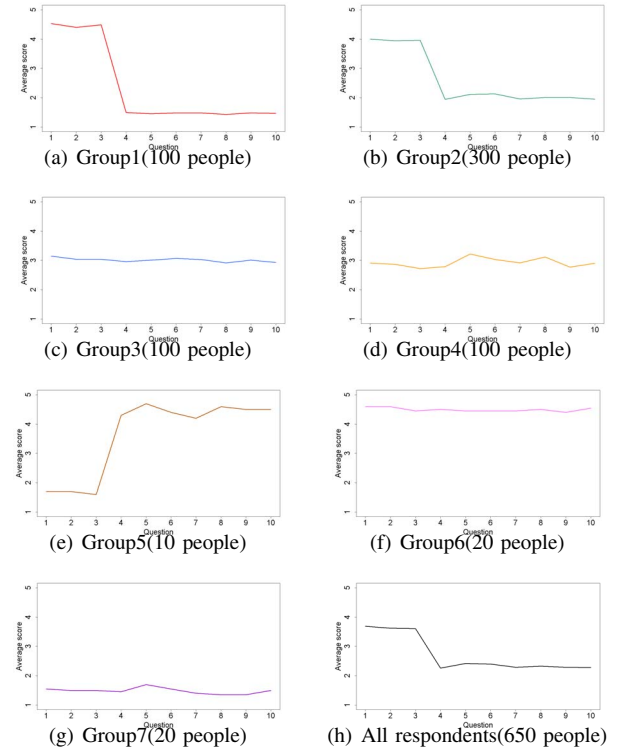 Average score
5
4
3
2
1
1 2 3 4 5 6 7 8 9 10
Question
(a) Group1(100 people)
Average score
5
4
3
2
1
1 2 3 4 5 6 7 8 9 10
Question
(b) Group2(300 people)
Average score
5
4
3
2
1
1 2 3 4 5 6 7 8 9 10
Question
(c) Group3(100 people)
Average score
5
4
3
2
1
1 2 3 4 5 6 7 8 9 10
Question
(d) Group4(100 people)
Average score
5
4
3
2
1
1 2 3 4 5 6 7 8 9 10
Question
(e) Group5(10 people)
Average score
5
4
3
2
1
1 2 3 4 5 6 7 8 9 10
Question
(f) Group6(20 people)
Average score
5
4
3
2
1
1 2 3 4 5 6 7 8 9 10
Question
(g) Group7(20 people)
Average score
5
4
3
2
1
1 2 3 4 5 6 7 8 9 10
Question
(h) All respondents(650 people)